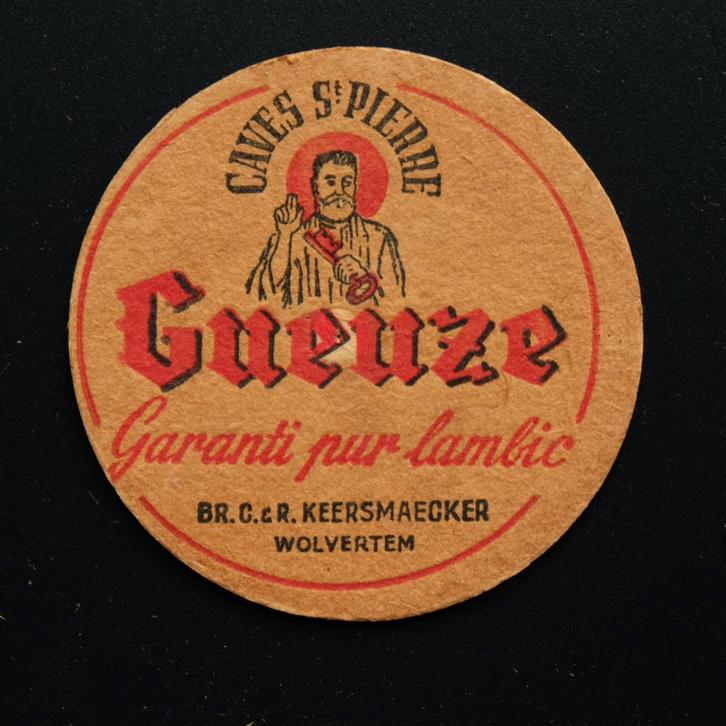 CAVES St PIERRE
Gueuze
Garanti pur lambic
BR. C. & R. KEERSMAECKER
WOLVERTEM